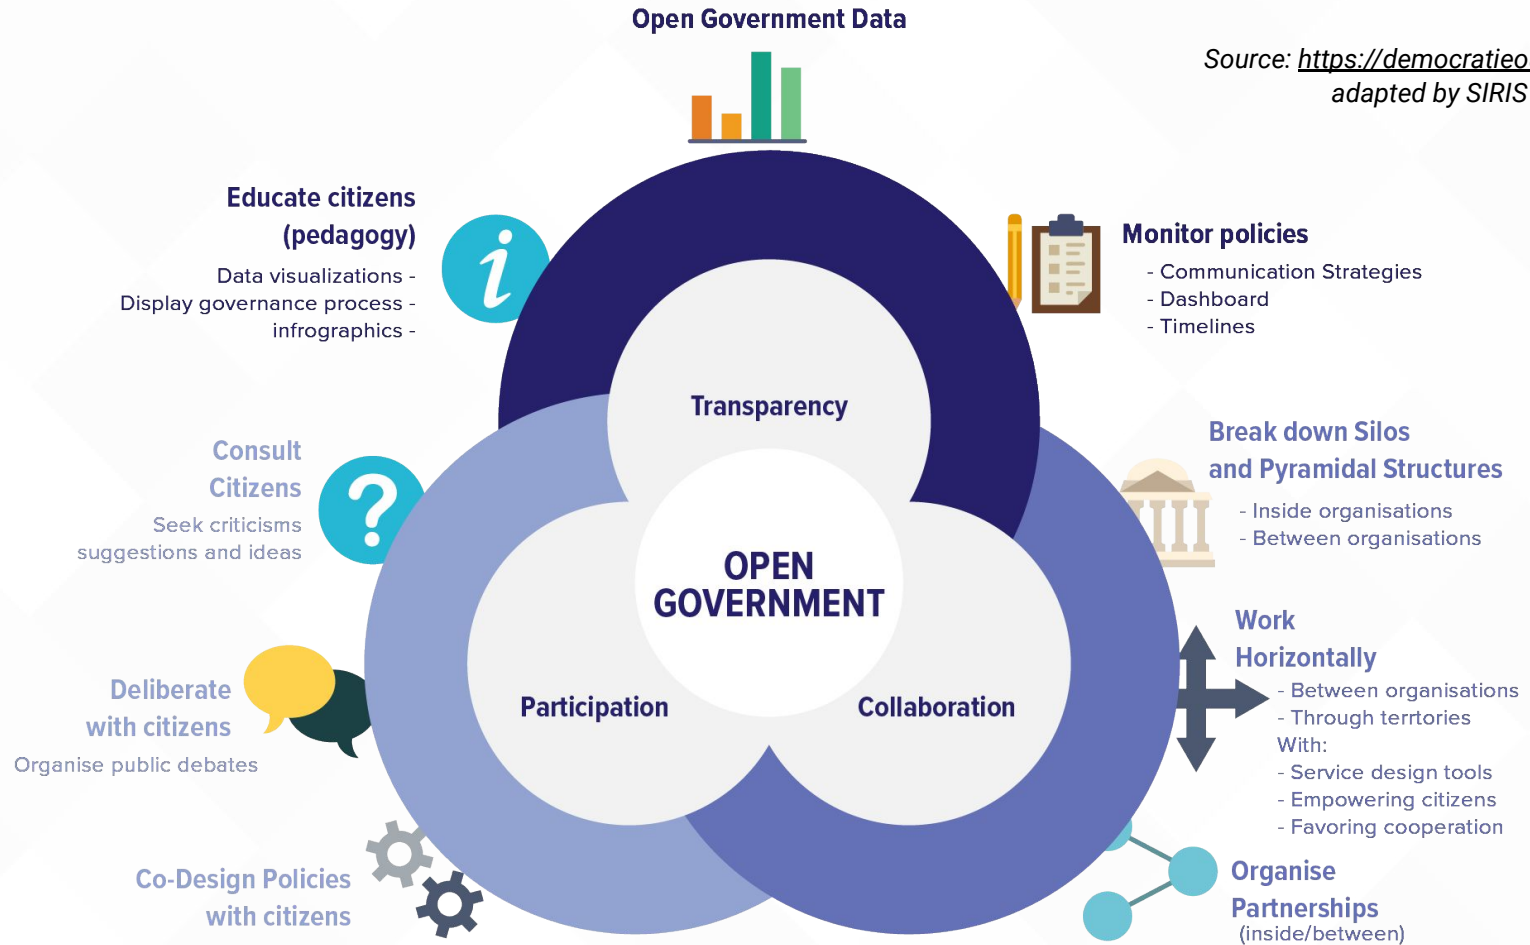 Open Government Data
Source: https://democratieo
adapted by SIRIS
Educate citizens
(pedagogy)
Data visualizations -
Display governance process -
infrographics -
Monitor policies
- Communication Strategies
- Dashboard
- Timelines
Transparency
Consult
Citizens
Seek criticisms
suggestions and ideas
Break down Silos
and Pyramidal Structures
- Inside organisations
- Between organisations
OPEN
GOVERNMENT
Work
Horizontally
- Between organisations
- Through terrtories
With:
- Service design tools
- Empowering citizens
- Favoring cooperation
Deliberate
with citizens
Organise public debates
Participation
Collaboration
Co-Design Policies
with citizens
Organise
Partnerships
(inside/between)